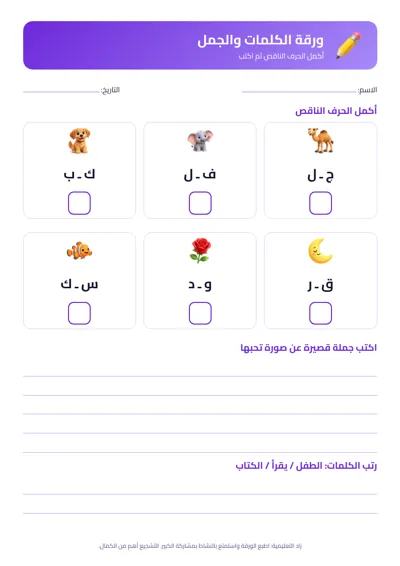 ورقة الكلمات والجمل
أكمل الحرف الناقص ثم اكتب
الاسم:
التاريخ:
أكمل الحرف الناقص
ج ـ ل
ف ـ ل
ك ـ ب
ق ـ ر
و ـ د
س ـ ك
اكتب جملة قصيرة عن صورة تحبها
رتب الكلمات: الطفل / يقرأ / الكتاب
زاد التعليمية: اطبع الورقة واستمتع بالنشاط بمشاركة الكبير. التشجيع أهم من الكمال.